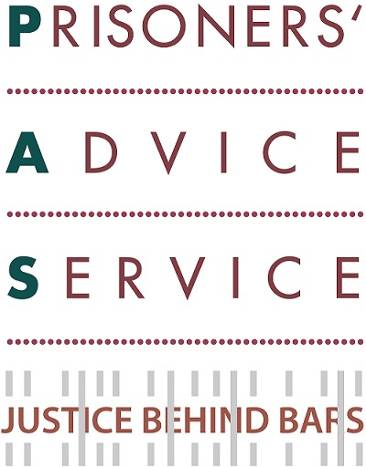 PRISONERS‘
ADVICE
SERVICE
JUSTICE BEHIND BARS